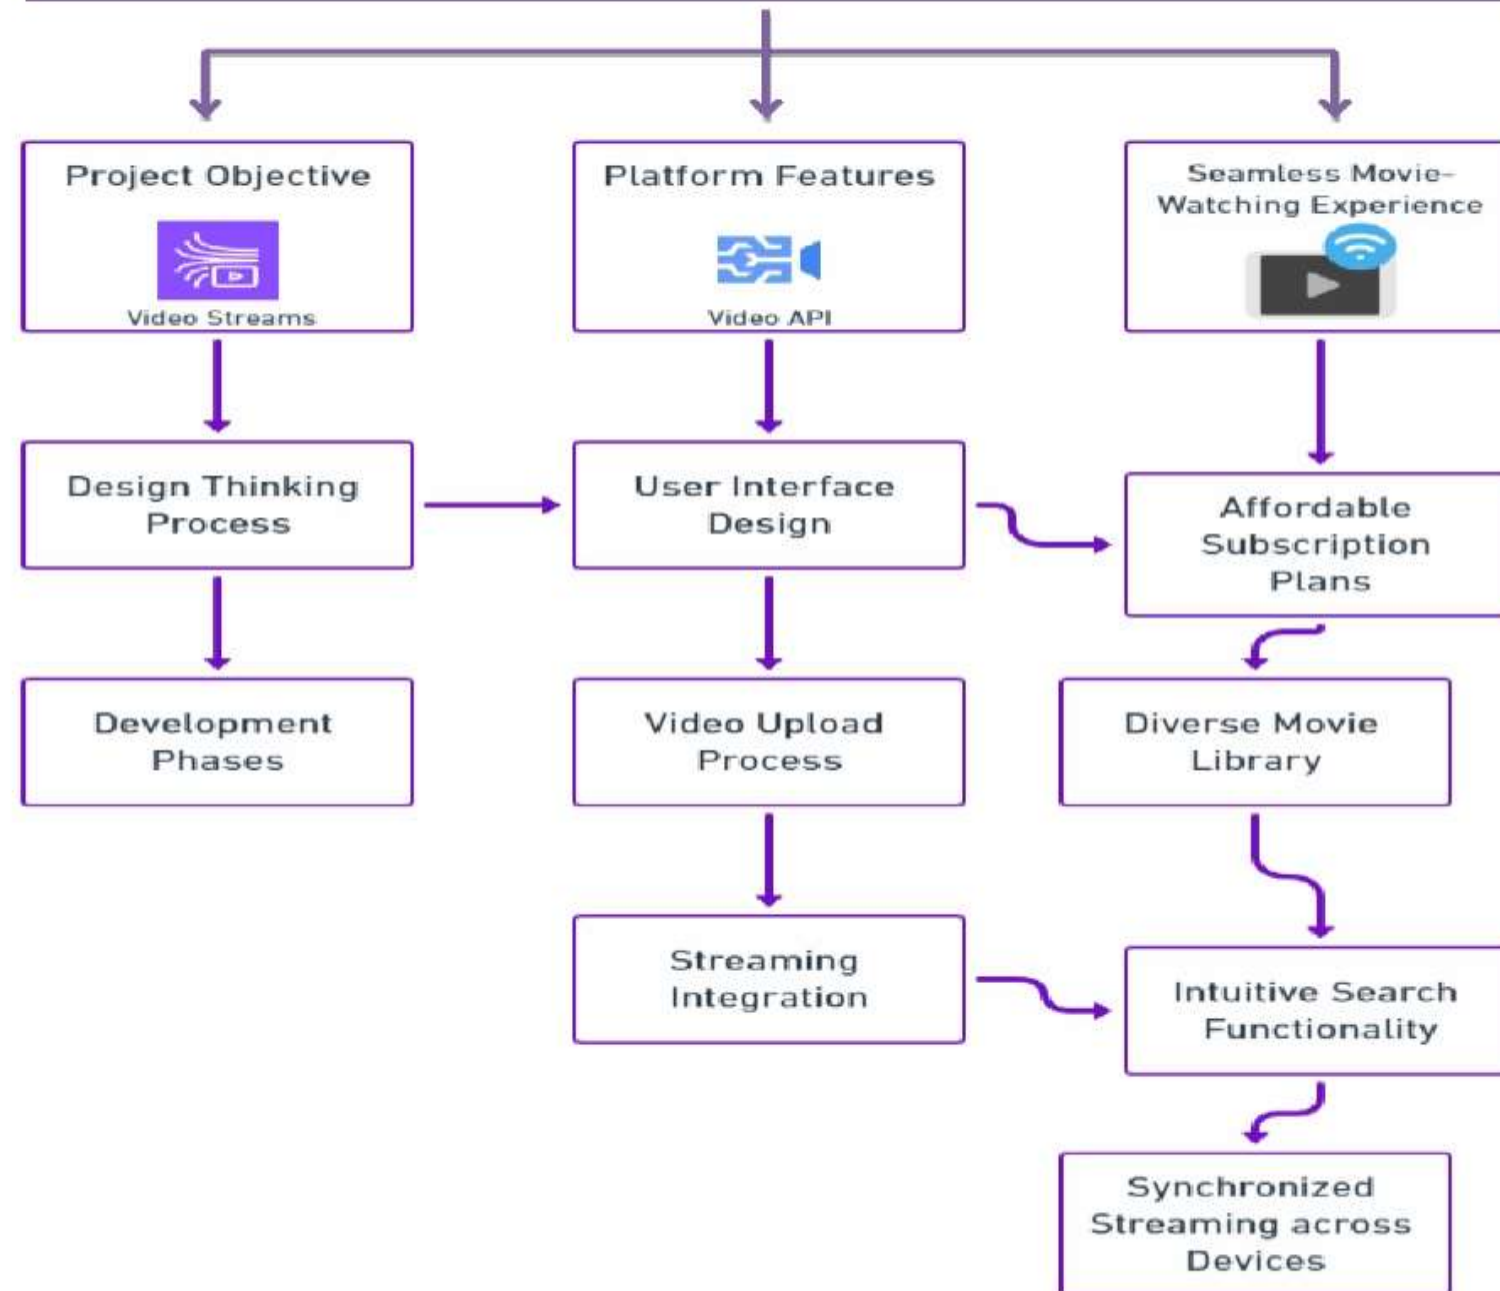 Project Objective
Video Streams
Platform Features
Video API
Seamless Movie-
Watching Experience
Design Thinking
Process
User Interface
Design
Affordable
Subscription
Plans
Development
Phases
Video Upload
Process
Diverse Movie
Library
Streaming
Integration
Intuitive Search
Functionality
Synchronized
Streaming across
Devices